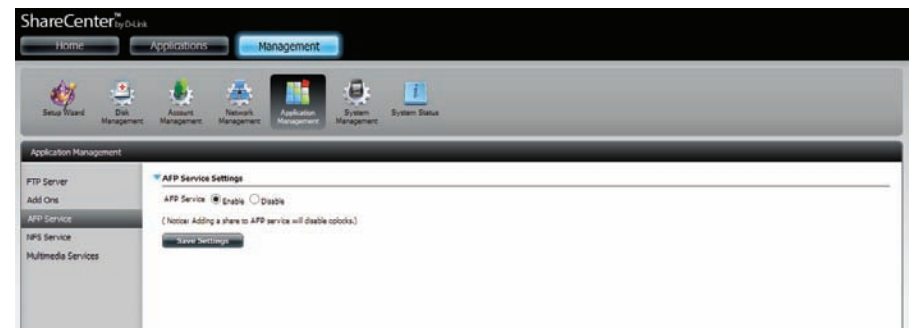 ShareCenter™ by D-Link
Home Applications Management
Setup Wizard Disk Management Account Management Network Management Application Management System Management System Status
Application Management
FTP Server
Add Ons
AFP Service
NFS Service
Multimedia Services
AFP Service Settings
AFP Service Enable Disable
( Notice: Adding a share to AFP service will disable oplocks.)
Save Settings